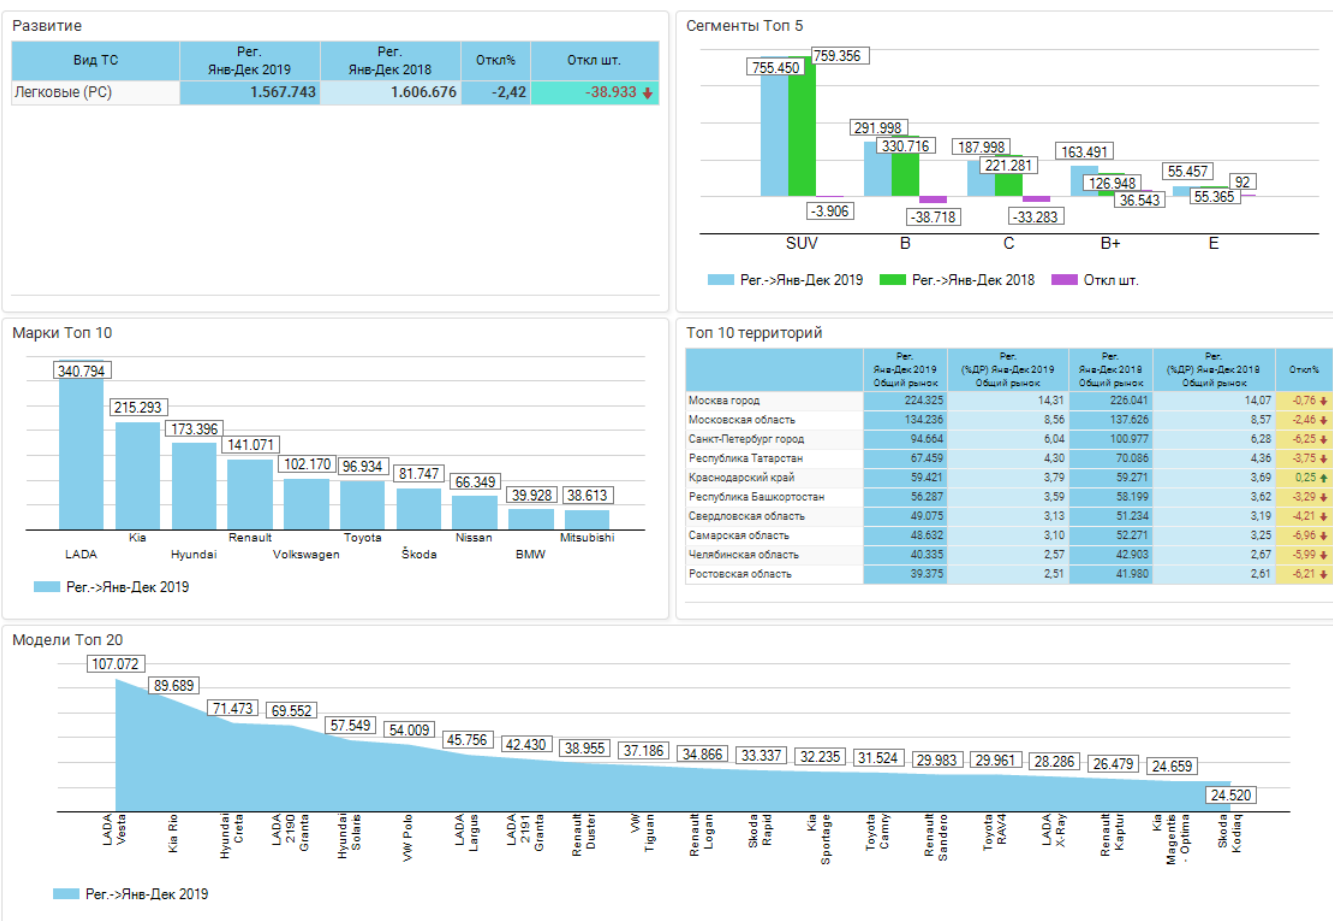 Развитие
Вид ТС
Рег.
Янв-Дек 2019
Рег.
Янв-Дек 2018
Откл%
Откл шт.
Легковые (PC) 1.567.743 1.606.676 -2,42 -38.933
Сегменты Топ 5
755.450
759.356
291.998
330.716
187.998
221.281
163.491
126.948
36.543
55.457
92
55.365
-3.906
-38.718
-33.283
SUV B C B+ E
Рег.->Янв-Дек 2019 Рег.->Янв-Дек 2018 Откл шт.
Марки Топ 10
340.794
215.293
173.396
141.071
102.170
96.934
81.747
66.349
39.928
38.613
Kia Renault Toyota Nissan Mitsubishi
LADA Hyundai Volkswagen Škoda BMW
Рег.->Янв-Дек 2019
Топ 10 территорий
Рег.
Янв-Дек 2019
Общий рынок
Рег.
(%ДР) Янв-Дек 2019
Общий рынок
Рег.
Янв-Дек 2018
Общий рынок
Рег.
(%ДР) Янв-Дек 2018
Общий рынок
Откл%
Москва город 224.325 14,31 226.041 14,07 -0,76
Московская область 134.236 8,56 137.626 8,57 -2,46
Санкт-Петербург город 94.664 6,04 100.977 6,28 -6,25
Республика Татарстан 67.459 4,30 70.086 4,36 -3,75
Краснодарский край 59.421 3,79 59.271 3,69 0,25
Республика Башкортостан 56.287 3,59 58.199 3,62 -3,29
Свердловская область 49.075 3,13 51.234 3,19 -4,21
Самарская область 48.632 3,10 52.271 3,25 -6,96
Челябинская область 40.335 2,57 42.903 2,67 -5,99
Ростовская область 39.375 2,51 41.980 2,61 -6,21
Модели Топ 20
107.072
89.689
71.473
69.552
57.549
54.009
45.756
42.430
38.955
37.186
34.866
33.337
32.235
31.524
29.983
29.961
28.286
26.479
24.659
24.520
LADA
Vesta
Kia Rio
Hyundai
Creta
LADA
2190
Granta
Hyundai
Solaris
VW Polo
LADA
Largus
LADA
2191
Granta
Renault
Duster
VW
Tiguan
Renault
Logan
Skoda
Rapid
Kia
Sportage
Toyota
Camry
Renault
Sandero
Toyota
RAV4
LADA
X-Ray
Renault
Kaptur
Kia
Magentis
- Optima
Skoda
Kodiaq
Рег.->Янв-Дек 2019